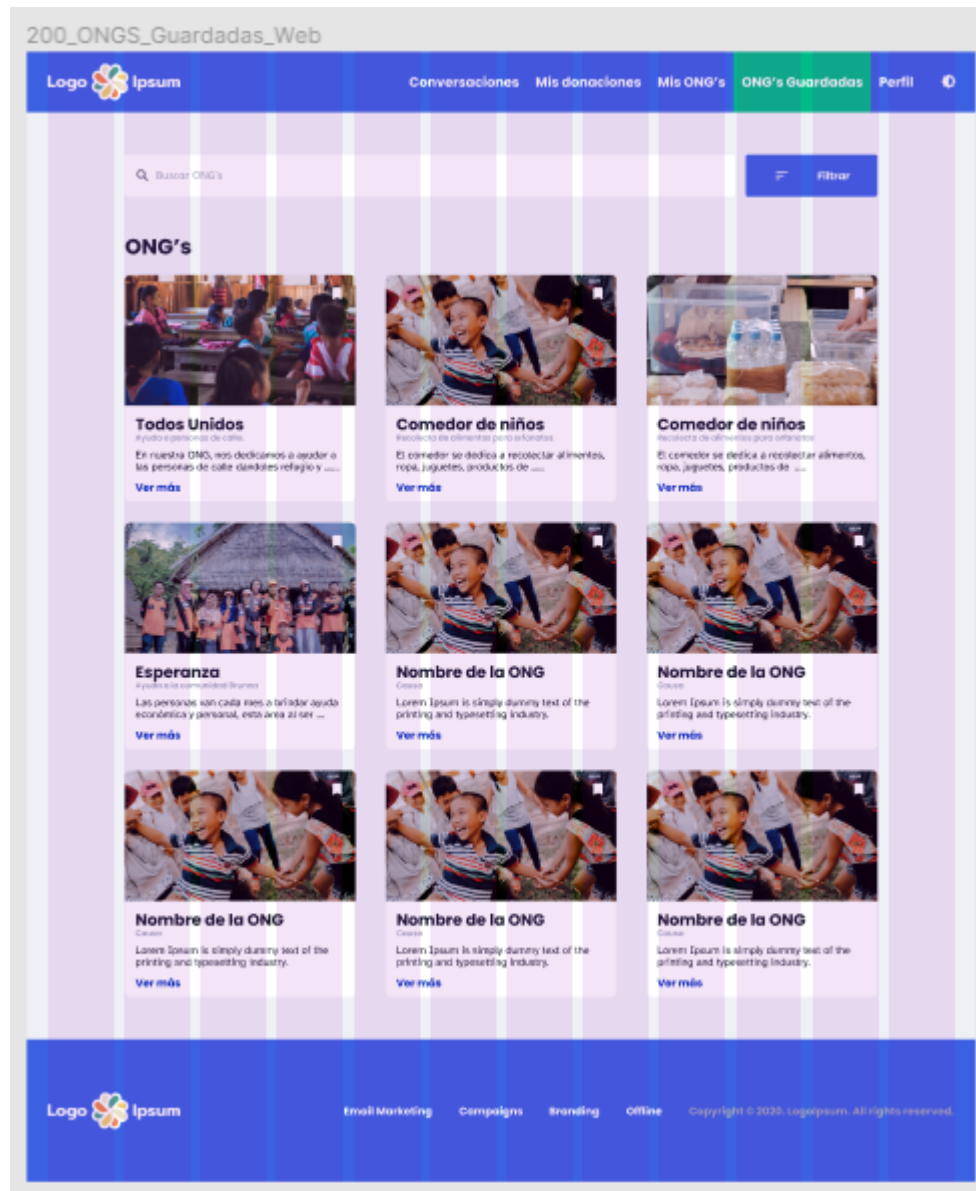 200_ONGS_Guardadas_Web
Logo Ipsum
Conversaciones Mis donaciones Mis ONG's ONG's Guardadas Perfil
Buscar ONG's
Filtrar
ONG's
Todos Unidos
Ayuda a personas de calle.
En nuestra ONG, nos dedicamos a ayudar a
las personas de calle dandoles refugio y .....
Ver más
Comedor de niños
Recolecta de alimentos para orfanatos
El comedor se dedica a recolectar alimentos,
ropa, juguetes, productos de .....
Ver más
Comedor de niños
Recolecta de alimentos para orfanatos
El comedor se dedica a recolectar alimentos,
ropa, juguetes, productos de .....
Ver más
Esperanza
Ayuda a la comunidad
Las personas van cada mes a brindar ayuda
económica y personal, esta área al ser ...
Ver más
Nombre de la ONG
Causa
Lorem Ipsum is simply dummy text of the
printing and typesetting industry.
Ver más
Nombre de la ONG
Causa
Lorem Ipsum is simply dummy text of the
printing and typesetting industry.
Ver más
Nombre de la ONG
Causa
Lorem Ipsum is simply dummy text of the
printing and typesetting industry.
Ver más
Nombre de la ONG
Causa
Lorem Ipsum is simply dummy text of the
printing and typesetting industry.
Ver más
Nombre de la ONG
Causa
Lorem Ipsum is simply dummy text of the
printing and typesetting industry.
Ver más
Logo Ipsum
Email Marketing Campaigns Branding Offline Copyright © 2020. LogoIpsum. All rights reserved.